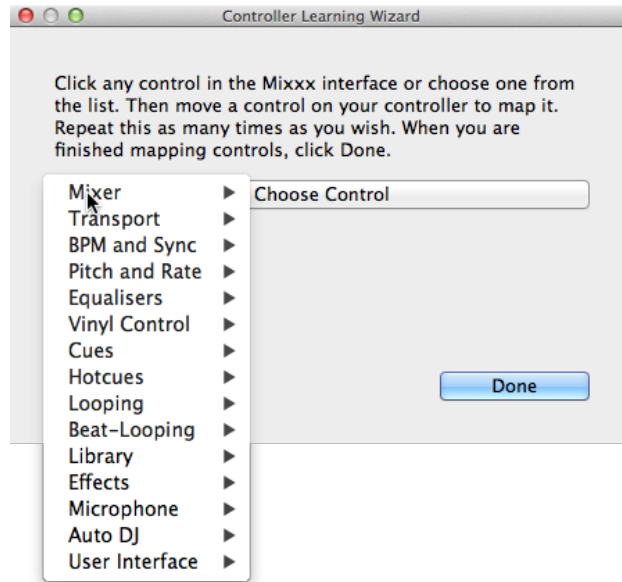 Controller Learning Wizard
Click any control in the Mixxx interface or choose one from
the list. Then move a control on your controller to map it.
Repeat this as many times as you wish. When you are
finished mapping controls, click Done.
Mixer
Choose Control
Transport
BPM and Sync
Pitch and Rate
Equalisers
Vinyl Control
Cues
Hotcues
Done
Looping
Beat-Looping
Library
Effects
Microphone
Auto DJ
User Interface